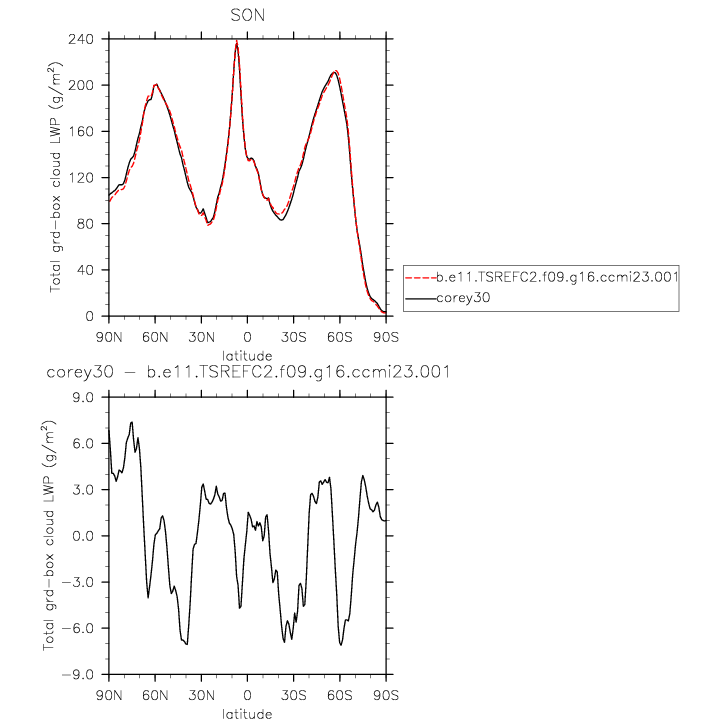 SON
Total grd-box cloud LWP (g/m²)
240
200
160
120
80
40
0
90N 60N 30N 0 30S 60S 90S
latitude
b.e11.TSREFC2.f09.g16.ccmi23.001
corey30
corey30 - b.e11.TSREFC2.f09.g16.ccmi23.001
Total grd-box cloud LWP (g/m²)
9.0
6.0
3.0
0.0
-3.0
-6.0
-9.0
90N 60N 30N 0 30S 60S 90S
latitude